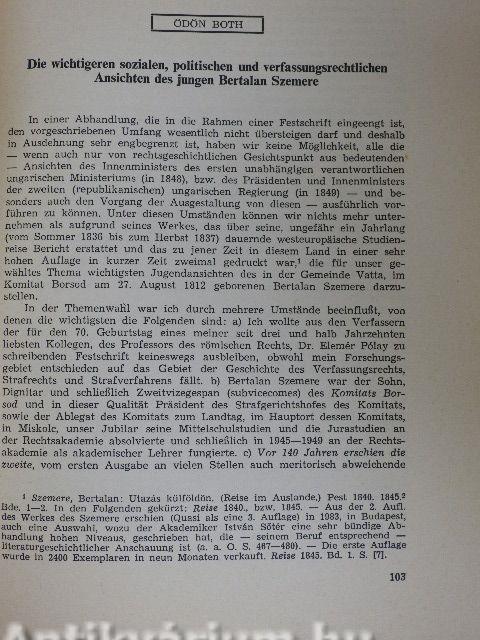 ÖDÖN BOTH
Die wichtigeren sozialen, politischen und verfassungsrechtlichen
Ansichten des jungen Bertalan Szemere
In einer Abhandlung, die in die Rahmen einer Festschrift eingeengt ist,
den vorgeschriebenen Umfang wesentlich nicht übersteigen darf und deshalb
in Ausdehnung sehr engbegrenzt ist, haben wir keine Möglichkeit, alle die
— wenn auch nur von rechtsgeschichtlichen Gesichtspunkt aus bedeutenden
— Ansichten des Innenministers des ersten unabhängigen verantwortlichen
ungarischen Ministeriums (in 1848), bzw. des Präsidenten und Innenministers
der zweiten (republikanischen) ungarischen Regierung (in 1849) — und be-
sonders auch den Vorgang der Ausgestaltung von diesen — ausführlich vor-
führen zu können. Unter diesen Umständen können wir nichts mehr unter-
nehmen als aufgrund seines Werkes, das über seine, ungefähr ein Jahrlang
(vom Sommer 1836 bis zum Herbst 1837) dauernde westeuropäische Studien-
reise Bericht erstattet und das zu jener Zeit in diesem Land in einer sehr
hohen Auflage in kurzer Zeit zweimal gedruckt war,¹ die für unser ge-
wähltes Thema wichtigsten Jugendansichten des in der Gemeinde Vatta, im
Komitat Borsod am 27. August 1812 geborenen Bertalan Szemere darzu-
stellen.
In der Themenwahl war ich durch mehrere Umstände beeinflußt, von
denen die wichtigsten die Folgenden sind: a) Ich wollte aus den Verfassern
der für den 70. Geburtstag eines meiner seit drei und halb Jahrzehnten
liebsten Kollegen, des Professors des römischen Rechts, Dr. Elemér Pólay zu
schreibenden Festschrift keineswegs ausbleiben, obwohl mein Forschungs-
gebiet entschieden auf das Gebiet der Geschichte des Verfassungsrechts,
Strafrechts und Strafverfahrens fällt. b) Bertalan Szemere war der Sohn,
Dignitar und schließlich Zweitvizegespan (subvicecomes) des Komitats Bor-
sod und in dieser Qualität Präsident des Strafgerichtshofes des Komitats,
sowie der Ablegst des Komitats zum Landtag, im Hauptort dessen Komitats,
in Miskolc, unser Jubilar seine Mittelschulstudien und die Jurastudien an
der Rechtsakademie absolvierte und schließlich in 1945—1949 an der Rechts-
akademie als akademischer Lehrer fungierte. c) Vor 140 Jahren erschien die
zweite, vom ersten Ausgabe an vielen Stellen auch meritorisch abweichende
¹ Szemere, Bertalan: Utazás külföldön. (Reise im Auslande.) Pest 1840. 1845.²
Bde. 1—2. In den Folgenden gekürzt: Reise 1840., bzw. 1845. — Aus der 2. Aufl.
des Werkes des Szemere erschien (Quasi als eine 3. Auflage) in 1983, in Budapest,
auch eine Auswahl, wozu der Akademiker István Sőtér eine sehr bündige Ab-
handlung hohen Niveaus, geschrieben hat, die — seinem Beruf entsprechend —
literaturgeschichtlicher Anschauung ist (a. a. O. S. 467—480). — Die erste Auflage
wurde in 2400 Exemplaren in neun Monaten verkauft. Reise 1845. Bd. 1. S. [7].
103
Antikvárium.hu